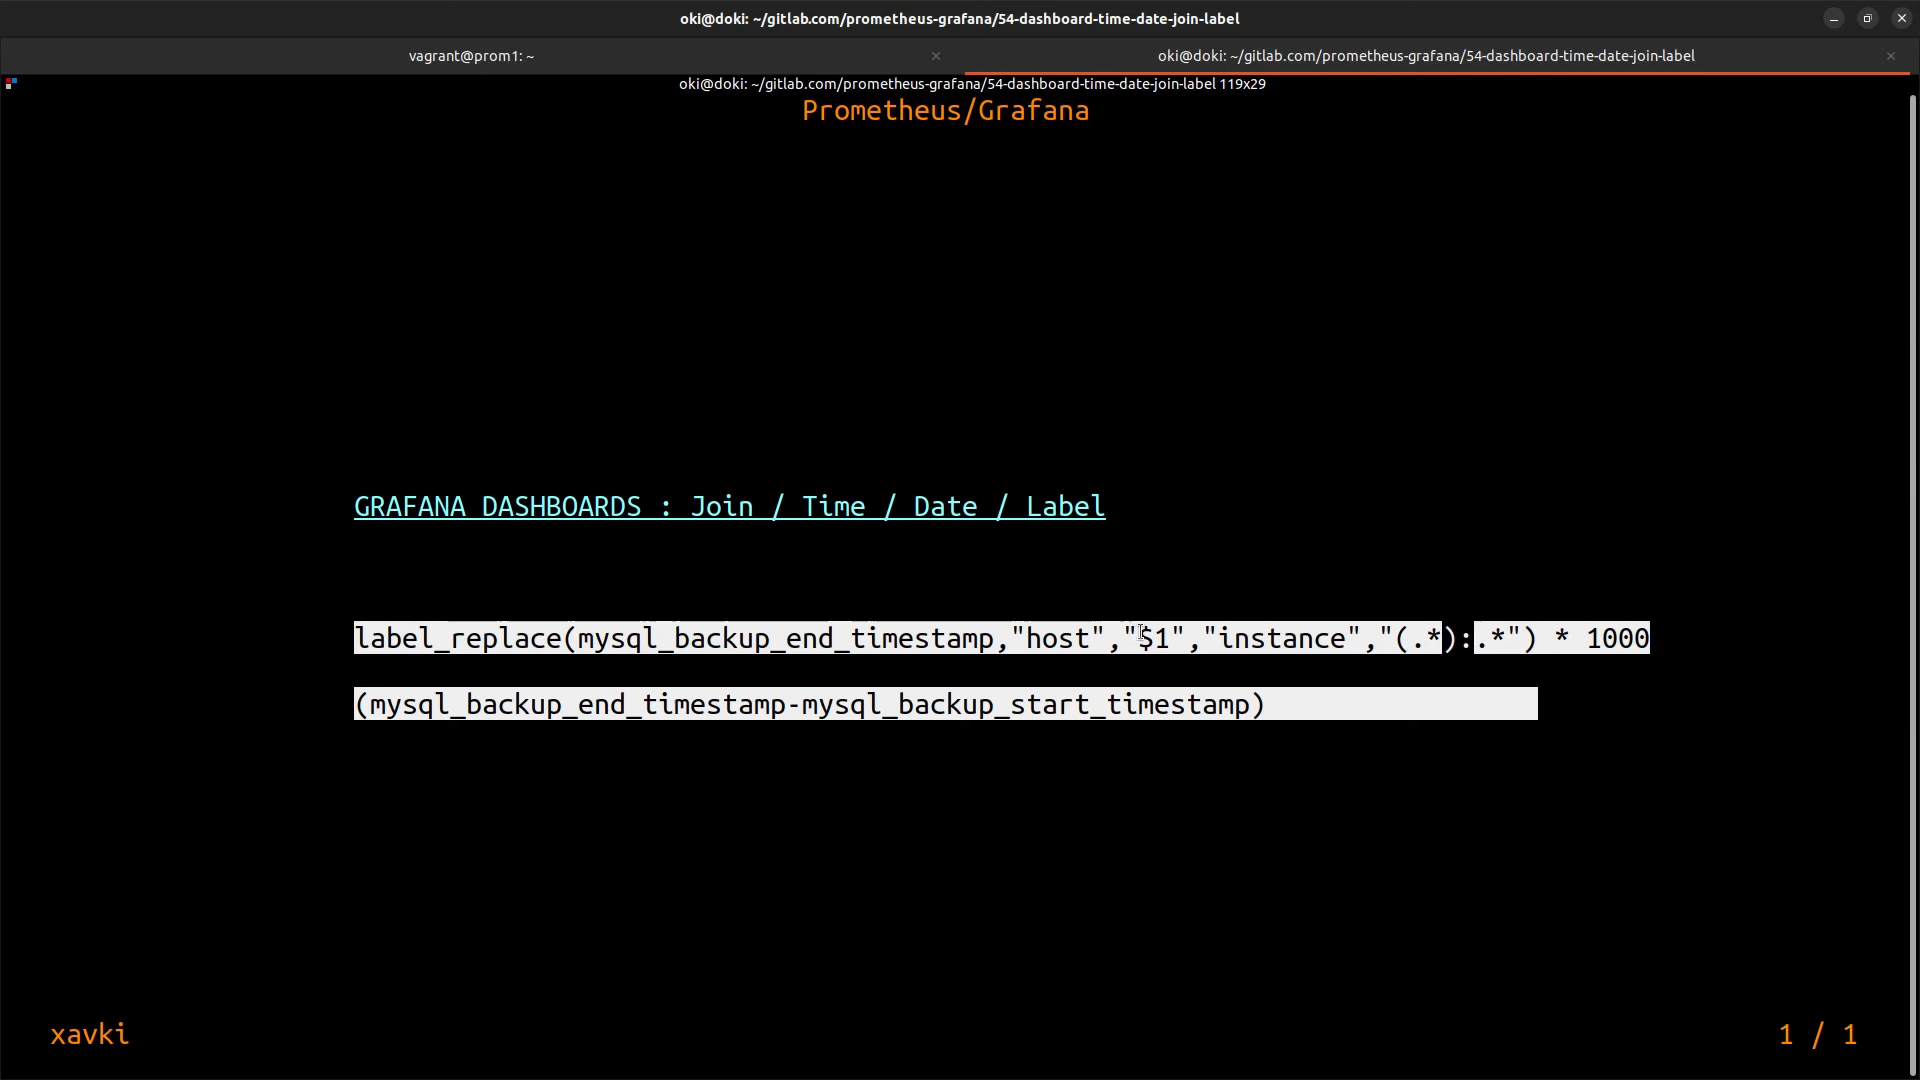 oki@doki: ~/gitlab.com/prometheus-grafana/54-dashboard-time-date-join-label
vagrant@prom1: ~
oki@doki: ~/gitlab.com/prometheus-grafana/54-dashboard-time-date-join-label
oki@doki: ~/gitlab.com/prometheus-grafana/54-dashboard-time-date-join-label 119x29
Prometheus/Grafana
GRAFANA DASHBOARDS : Join / Time / Date / Label
label_replace(mysql_backup_end_timestamp,"host","$1","instance","(.*):.*") * 1000
(mysql_backup_end_timestamp-mysql_backup_start_timestamp)
xavki
1 / 1